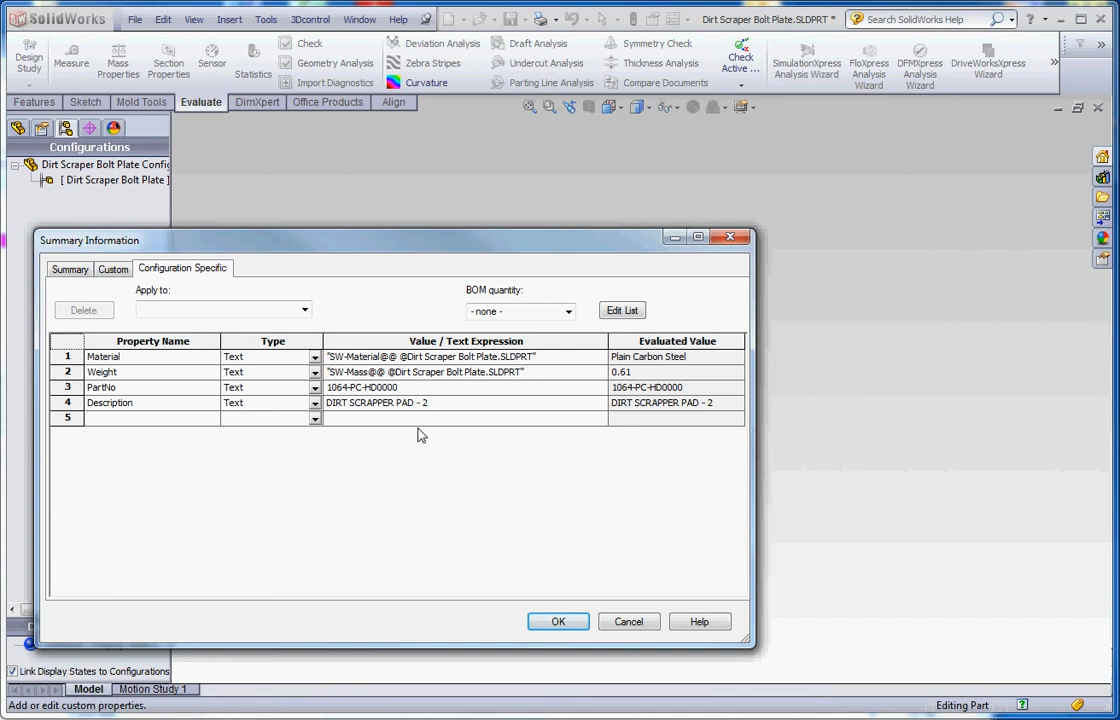 SolidWorks File Edit View Insert Tools 3Dcontrol Window Help Dirt Scraper Bolt Plate.SLDPRT * Search SolidWorks Help
Design Study
Measure
Mass Properties
Section Properties
Sensor
Statistics
Check
Geometry Analysis
Import Diagnostics
Deviation Analysis
Zebra Stripes
Curvature
Draft Analysis
Undercut Analysis
Parting Line Analysis
Symmetry Check
Thickness Analysis
Compare Documents
Check Active ...
SimulationXpress Analysis Wizard
FloXpress Analysis Wizard
DFMXpress Analysis Wizard
DriveWorksXpress Wizard
Features Sketch Mold Tools Evaluate DimXpert Office Products Align
Configurations
Dirt Scraper Bolt Plate Config
[ Dirt Scraper Bolt Plate ]
Summary Information
Summary Custom Configuration Specific
Apply to: BOM quantity:
Delete - none - Edit List
Property Name Type Value / Text Expression Evaluated Value
1 Material Text "SW-Material@@ @Dirt Scraper Bolt Plate.SLDPRT" Plain Carbon Steel
2 Weight Text "SW-Mass@@ @Dirt Scraper Bolt Plate.SLDPRT" 0.61
3 PartNo Text 1064-PC-HD0000 1064-PC-HD0000
4 Description Text DIRT SCRAPPER PAD - 2 DIRT SCRAPPER PAD - 2
5
OK Cancel Help
Link Display States to Configurations
Model Motion Study 1
Add or edit custom properties. Editing Part